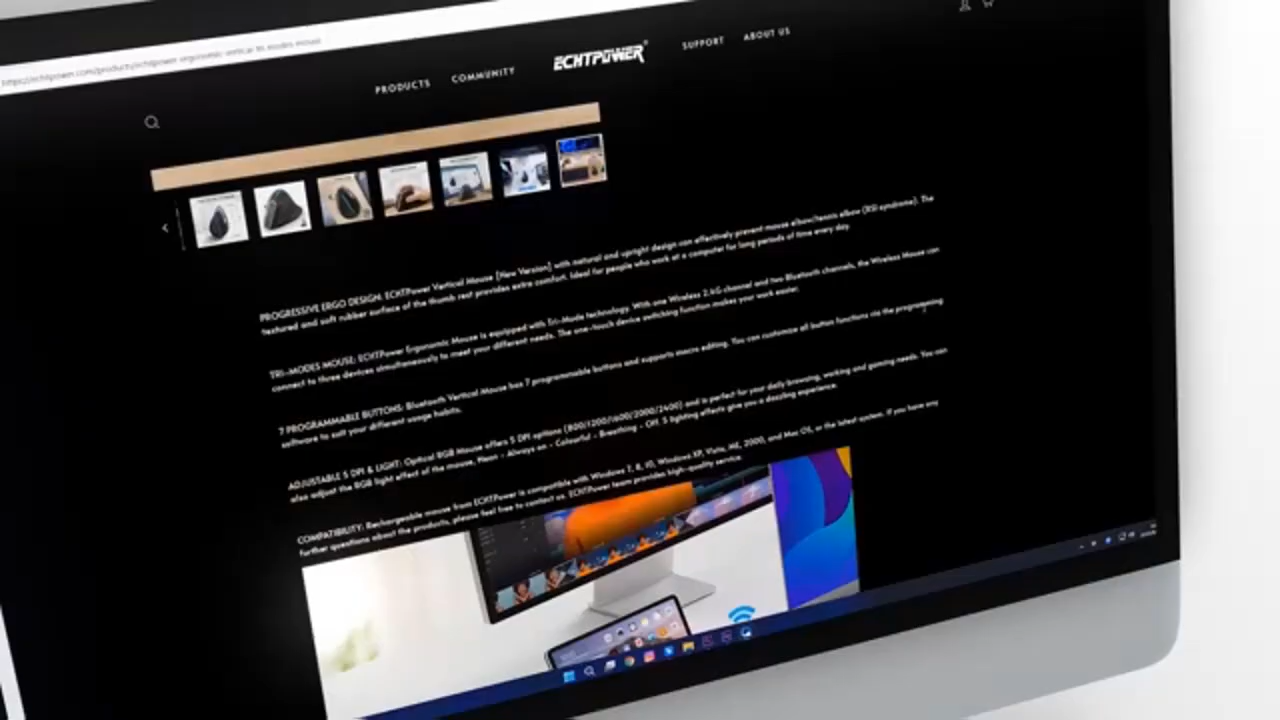 https://echtpower.com/products/echtpower-ergonomic-vertical-tri-modes-mouse
PRODUCTS
COMMUNITY
ECHTPOWER®
SUPPORT
ABOUT US
PROGRESSIVE ERGO DESIGN: ECHTPower Vertical Mouse [New Version] with natural and upright design can effectively prevent mouse elbow/tennis elbow (RSI syndrome). The
textured and soft rubber surface of the thumb rest provides extra comfort. Ideal for people who work at a computer for long periods of time every day.
TRI-MODES MOUSE: ECHTPower Ergonomic Mouse is equipped with Tri-Mode technology. With one Wireless 2.4G channel and two Bluetooth channels, the Wireless Mouse can
connect to three devices simultaneously to meet your different needs. The one-touch device switching function makes your work easier.
7 PROGRAMMABLE BUTTONS: Bluetooth Vertical Mouse has 7 programmable buttons and supports macro editing. You can customize all button functions via the programming
software to suit your different usage habits.
ADJUSTABLE 5 DPI & LIGHT: Optical RGB Mouse offers 5 DPI options (800/1200/1600/2000/2400) and is perfect for your daily browsing, working and gaming needs. You can
also adjust the RGB light effect of the mouse, Neon - Always on - Colourful - Breathing - Off. 5 lighting effects give you a dazzling experience.
COMPATIBILITY: Rechargeable mouse from ECHTPower is compatible with Windows 7, 8, 10, Windows XP, Vista, ME, 2000, and Mac OS, or the latest system. If you have any
further questions about the products, please feel free to contact us. ECHTPower team provides high-quality service.